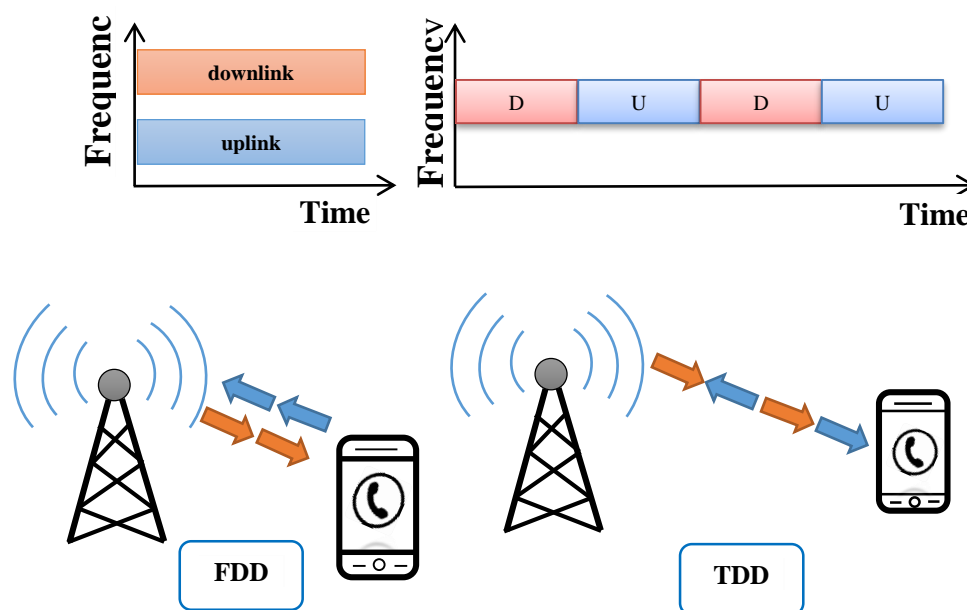 Frequenc
downlink
uplink
Time
Frequency
D U D U
Time
FDD
TDD